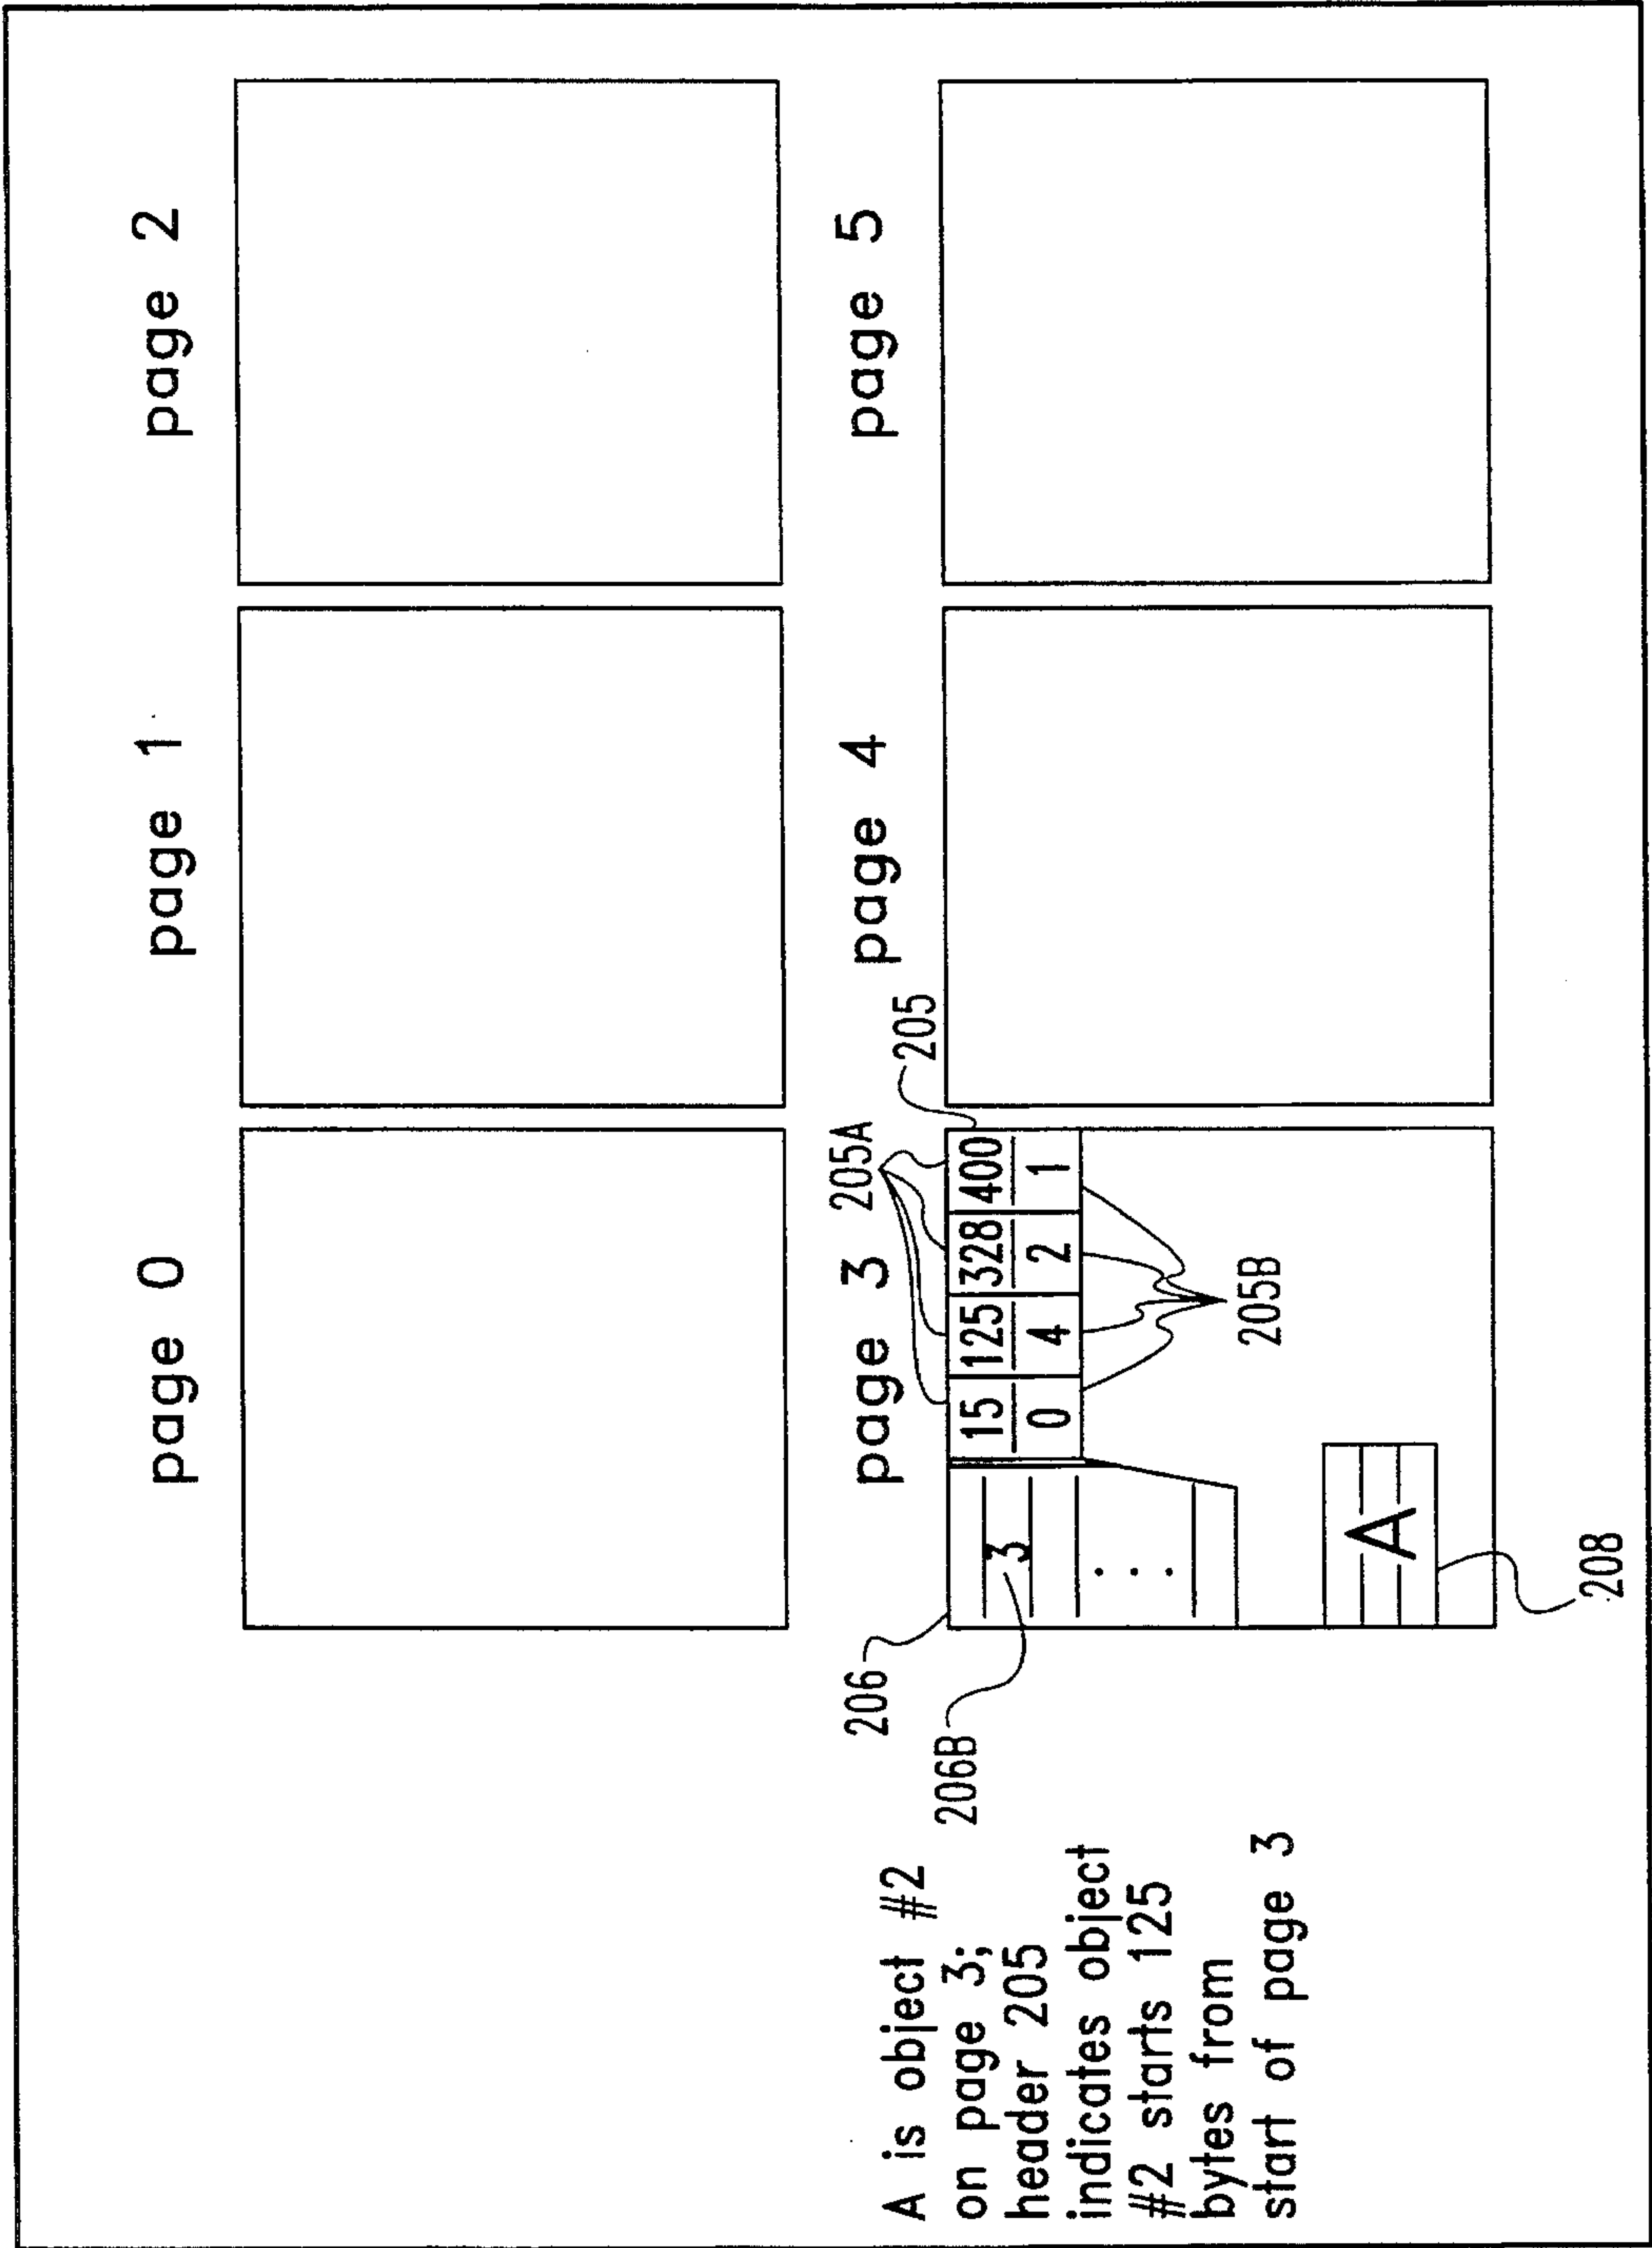 page 0
page 1
page 2
page 3
page 4
page 5
205A
205
206
206B
15 125 328 400
0 4 2 1
3
. . .
205B
A
208
A is object #2
on page 3;
header 205
indicates object
#2 starts 125
bytes from
start of page 3